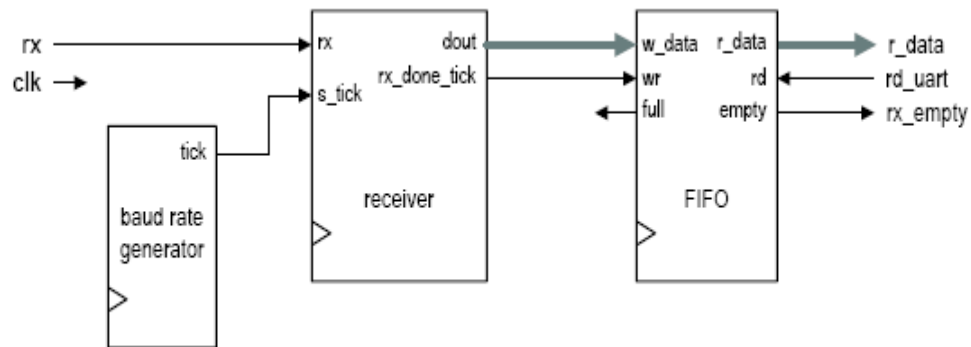 rx
clk
rx
dout
rx_done_tick
s_tick
receiver
tick
baud rate
generator
w_data
r_data
wr
rd
full
empty
FIFO
r_data
rd_uart
rx_empty